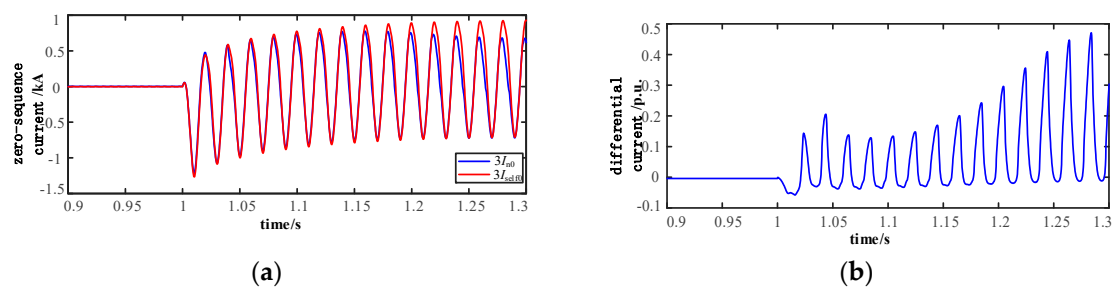 1
0.5
0
-0.5
-1
-1.5
zero-sequence
current /kA
3In0
3Iself0
0.9 0.95 1 1.05 1.1 1.15 1.2 1.25 1.3
time/s
(a)
0.5
0.4
0.3
0.2
0.1
0
-0.1
differential
current /p.u.
0.9 0.95 1 1.05 1.1 1.15 1.2 1.25 1.3
time/s
(b)